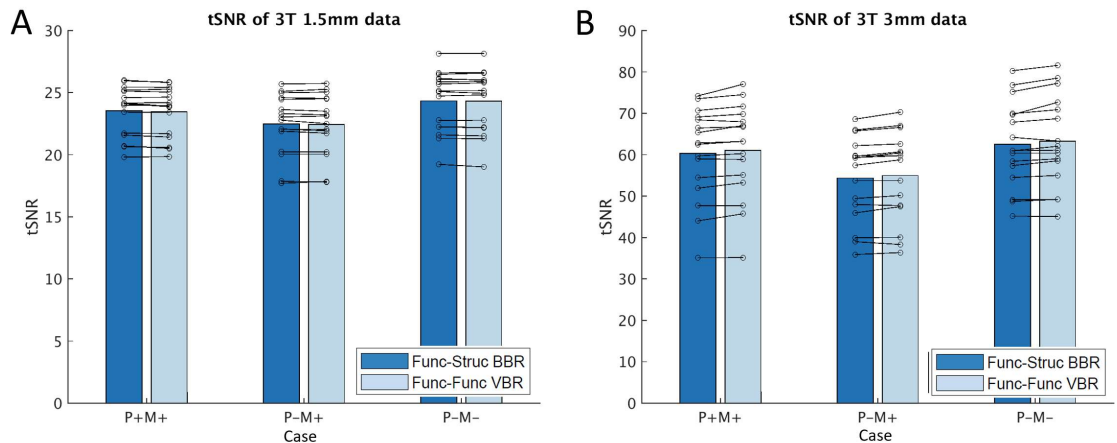 A
tSNR of 3T 1.5mm data
30
25
20
15
10
5
0
tSNR
P+M+
P-M+
P-M-
Case
Func-Struc BBR
Func-Func VBR
B
tSNR of 3T 3mm data
90
80
70
60
50
40
30
20
10
0
tSNR
P+M+
P-M+
P-M-
Case
Func-Struc BBR
Func-Func VBR